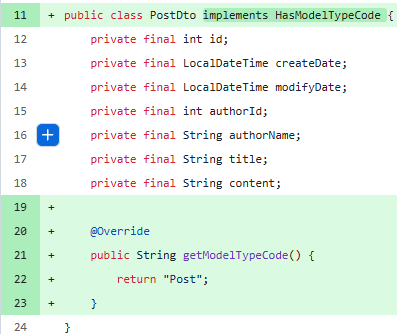 11 + public class PostDto implements HasModelTypeCode {
12 private final int id;
13 private final LocalDateTime createDate;
14 private final LocalDateTime modifyDate;
15 private final int authorId;
16 + private final String authorName;
17 private final String title;
18 private final String content;
19 +
20 + @Override
21 + public String getModelTypeCode() {
22 + return "Post";
23 + }
24 }